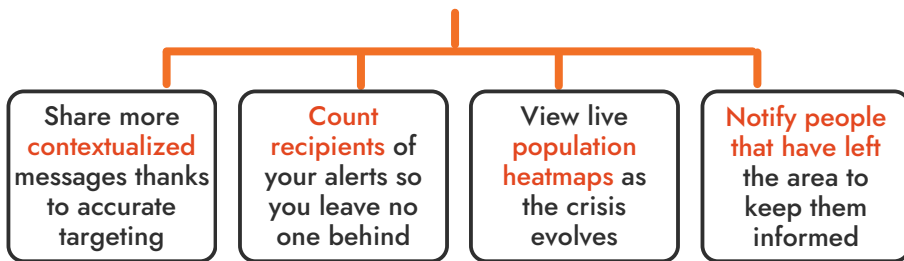 Share more
contextualized
messages thanks
to accurate
targeting
Count
recipients of
your alerts so
you leave no
one behind
View live
population
heatmaps as
the crisis
evolves
Notify people
that have left
the area to
keep them
informed